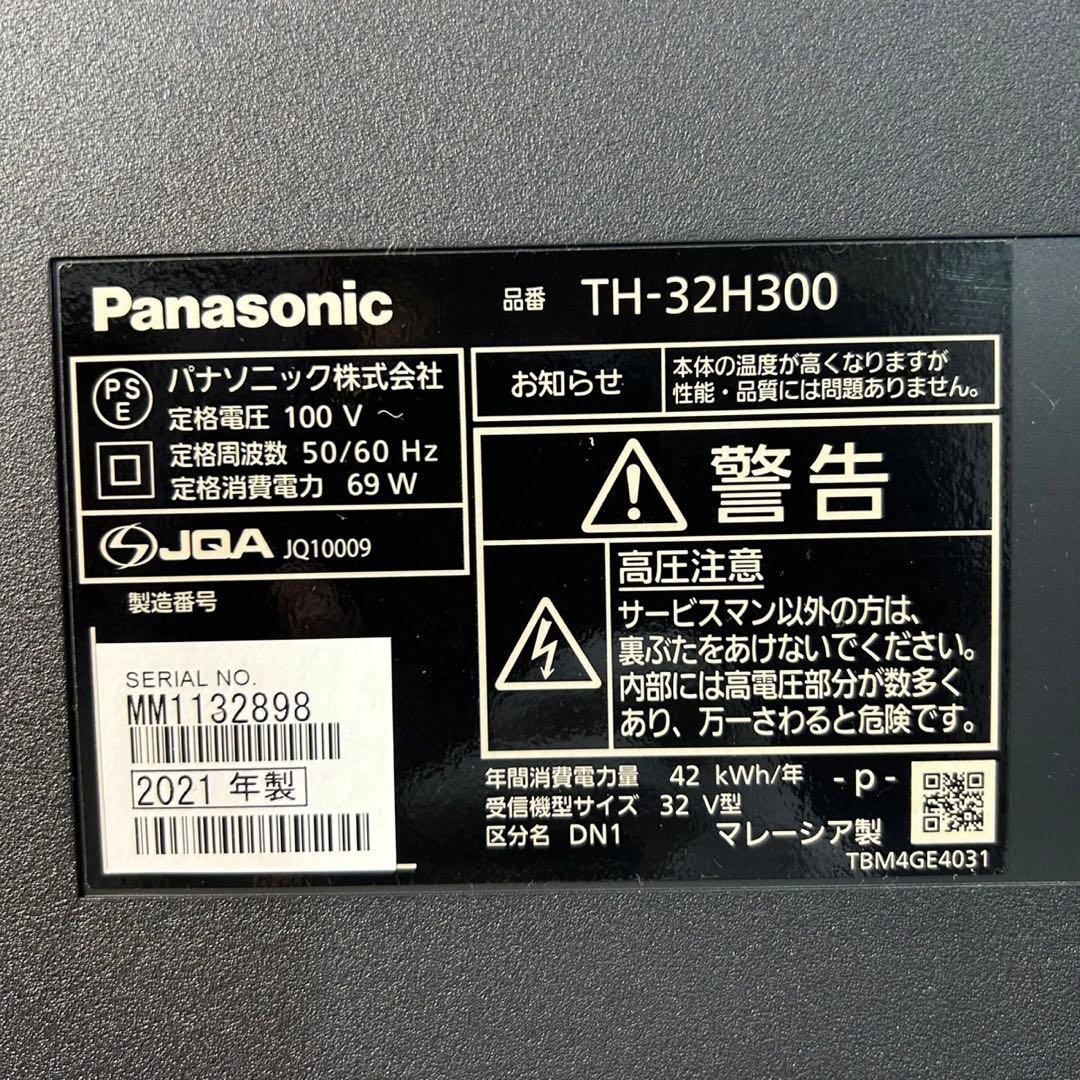 Panasonic
品番 TH-32H300
PS
E
パナソニック株式会社
定格電圧 100 V ～
定格周波数 50/60 Hz
定格消費電力 69 W
JQA JQ10009
製造番号
SERIAL NO.
MM1132898
2021 年製
お知らせ
本体の温度が高くなりますが
性能・品質には問題ありません。
警告
高圧注意
サービスマン以外の方は、
裏ぶたをあけないでください。
内部には高電圧部分が数多く
あり、万一さわると危険です。
年間消費電力量 42 kWh/年 -p-
受信機型サイズ 32 V型
区分名 DN1 マレーシア製
TBM4GE4031